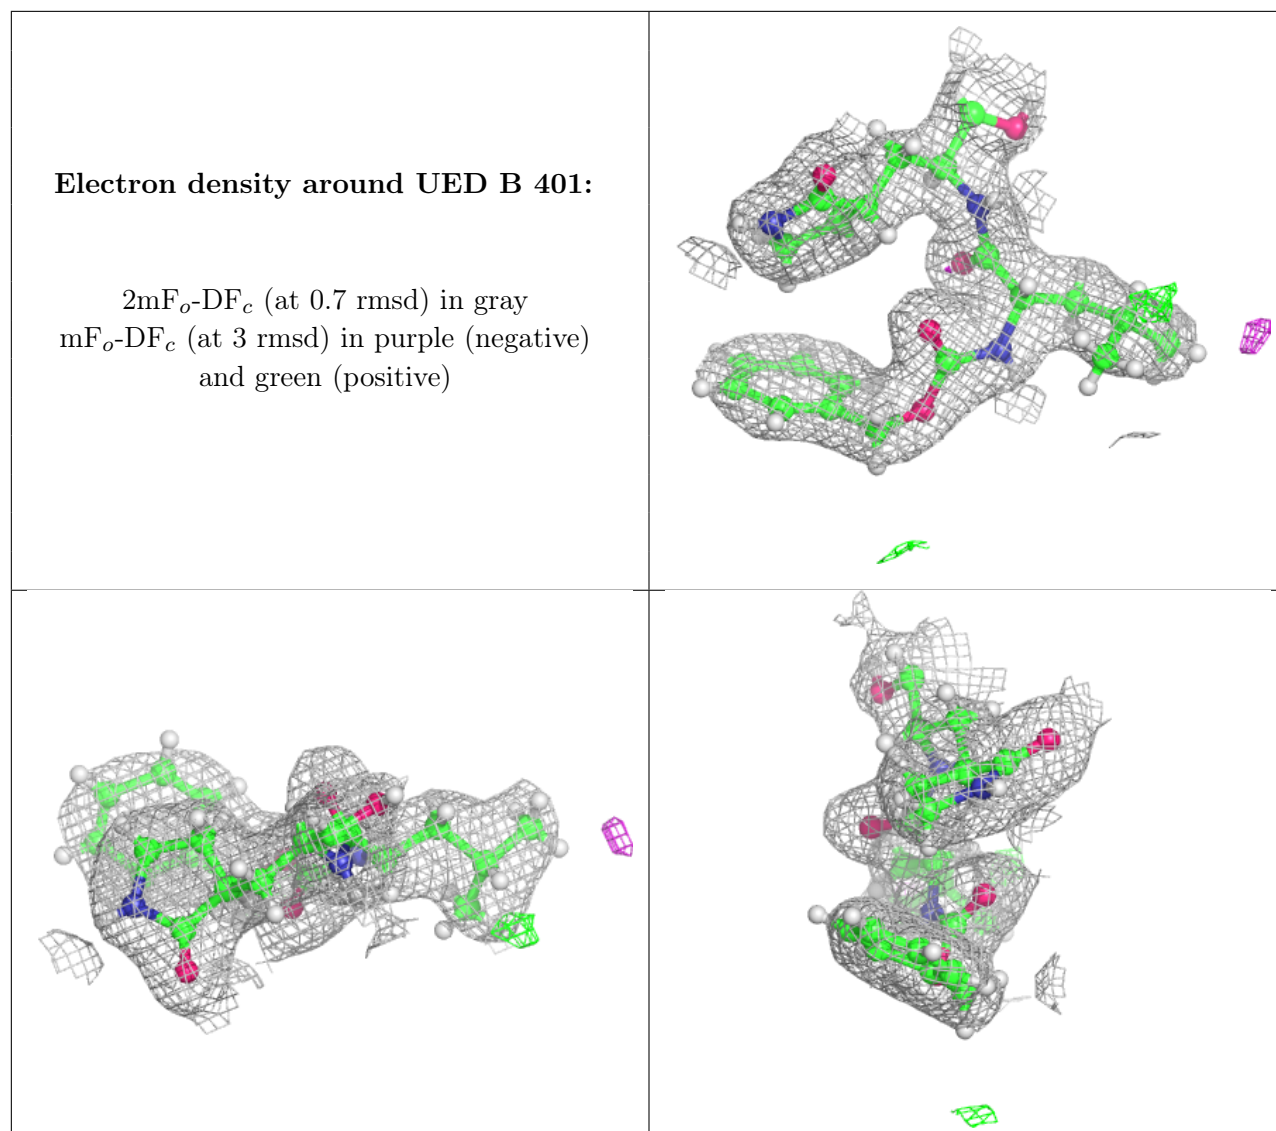 Electron density around UED B 401:
2mFo-DFc (at 0.7 rmsd) in gray
mFo-DFc (at 3 rmsd) in purple (negative)
and green (positive)